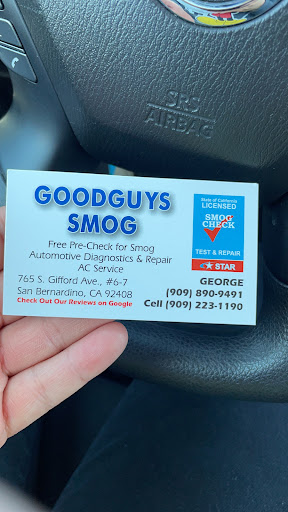 SRS
AIRBAG
GOODGUYS
SMOG
Free Pre-Check for Smog
Automotive Diagnostics & Repair
AC Service
765 S. Gifford Ave., #6-7
San Bernardino, CA 92408
Check Out Our Reviews on Google
State of California
LICENSED
SMOG
CHECK
TEST & REPAIR
STAR
GEORGE
(909) 890-9491
Cell (909) 223-1190